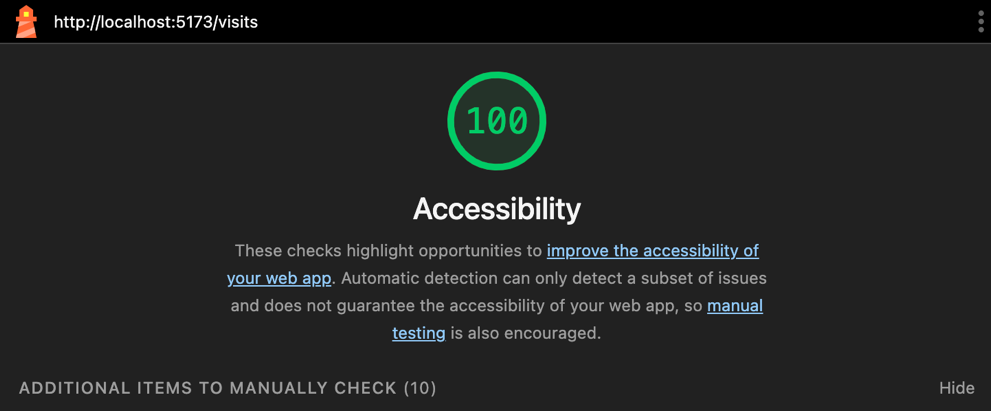 http://localhost:5173/visits
100
Accessibility
These checks highlight opportunities to improve the accessibility of
your web app. Automatic detection can only detect a subset of issues
and does not guarantee the accessibility of your web app, so manual
testing is also encouraged.
ADDITIONAL ITEMS TO MANUALLY CHECK (10) Hide